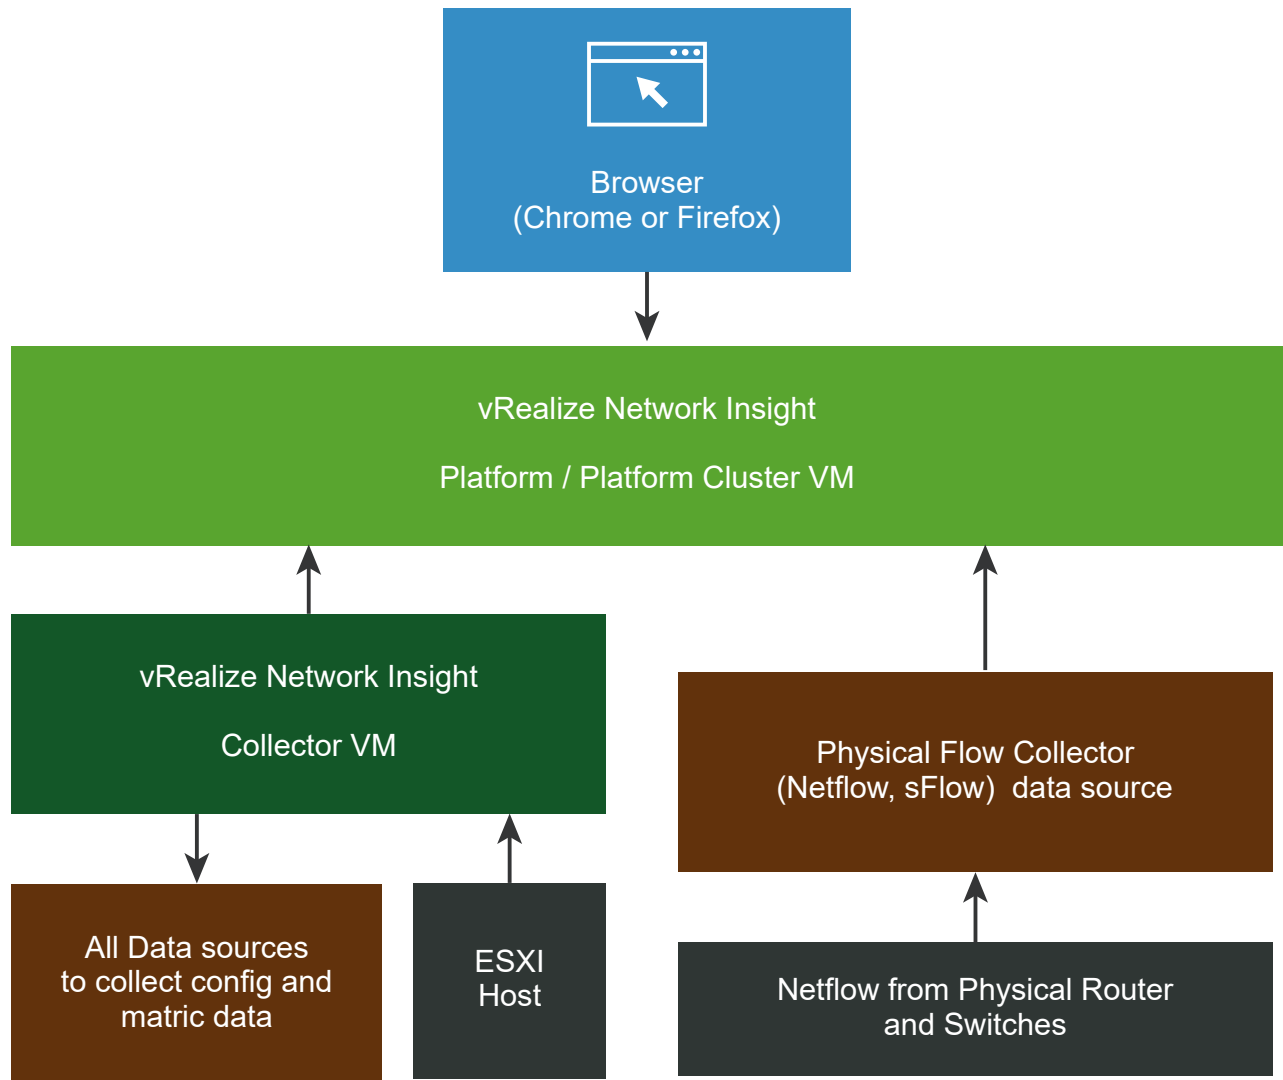 Browser
(Chrome or Firefox)
vRealize Network Insight
Platform / Platform Cluster VM
vRealize Network Insight
Collector VM
Physical Flow Collector
(Netflow, sFlow)  data source
All Data sources
to collect config and
matric data
ESXI
Host
Netflow from Physical Router
and Switches